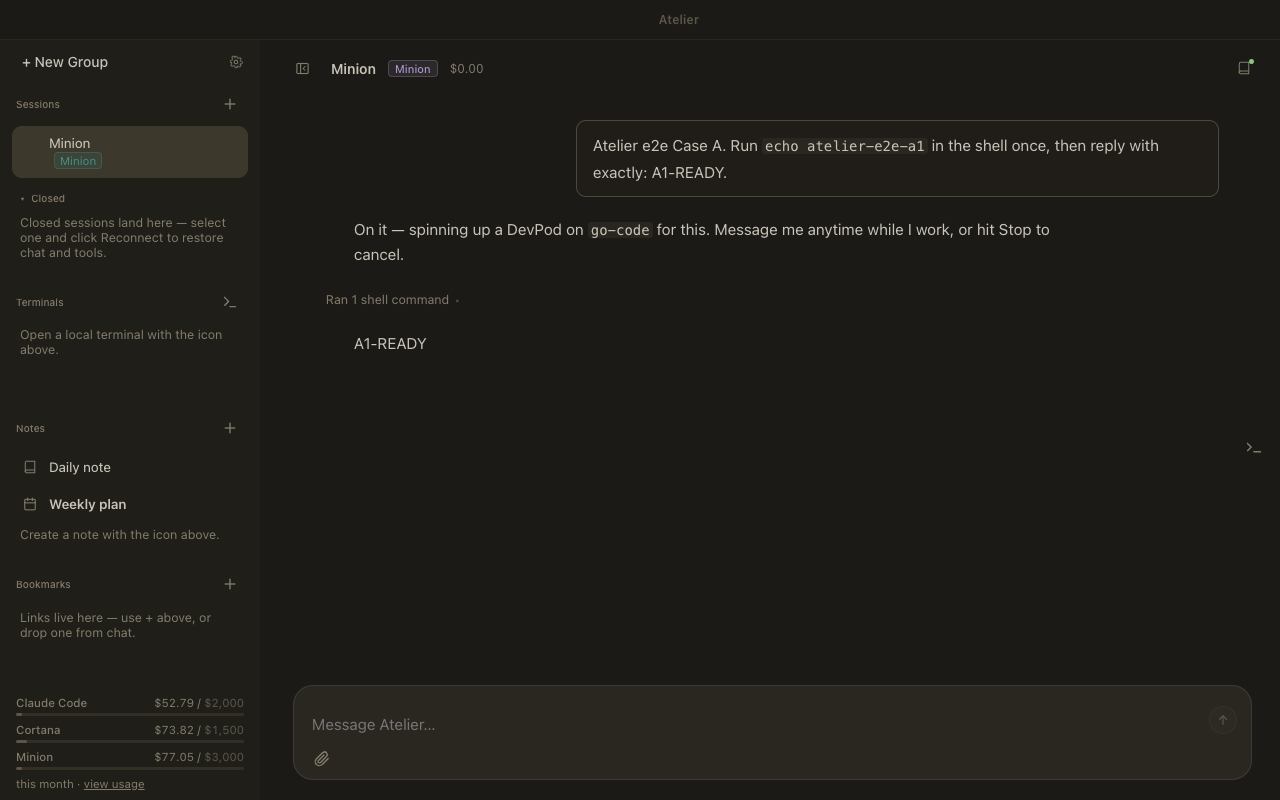 Atelier
+ New Group
Sessions
Minion
Minion
Closed
Closed sessions land here — select
one and click Reconnect to restore
chat and tools.
Terminals
Open a local terminal with the icon
above.
Notes
Daily note
Weekly plan
Create a note with the icon above.
Bookmarks
Links live here — use + above, or
drop one from chat.
Claude Code $52.79 / $2,000
Cortana $73.82 / $1,500
Minion $77.05 / $3,000
this month · view usage
Minion Minion $0.00
Atelier e2e Case A. Run echo atelier-e2e-a1 in the shell once, then reply with
exactly: A1-READY.
On it — spinning up a DevPod on go-code for this. Message me anytime while I work, or hit Stop to
cancel.
Ran 1 shell command
A1-READY
Message Atelier...